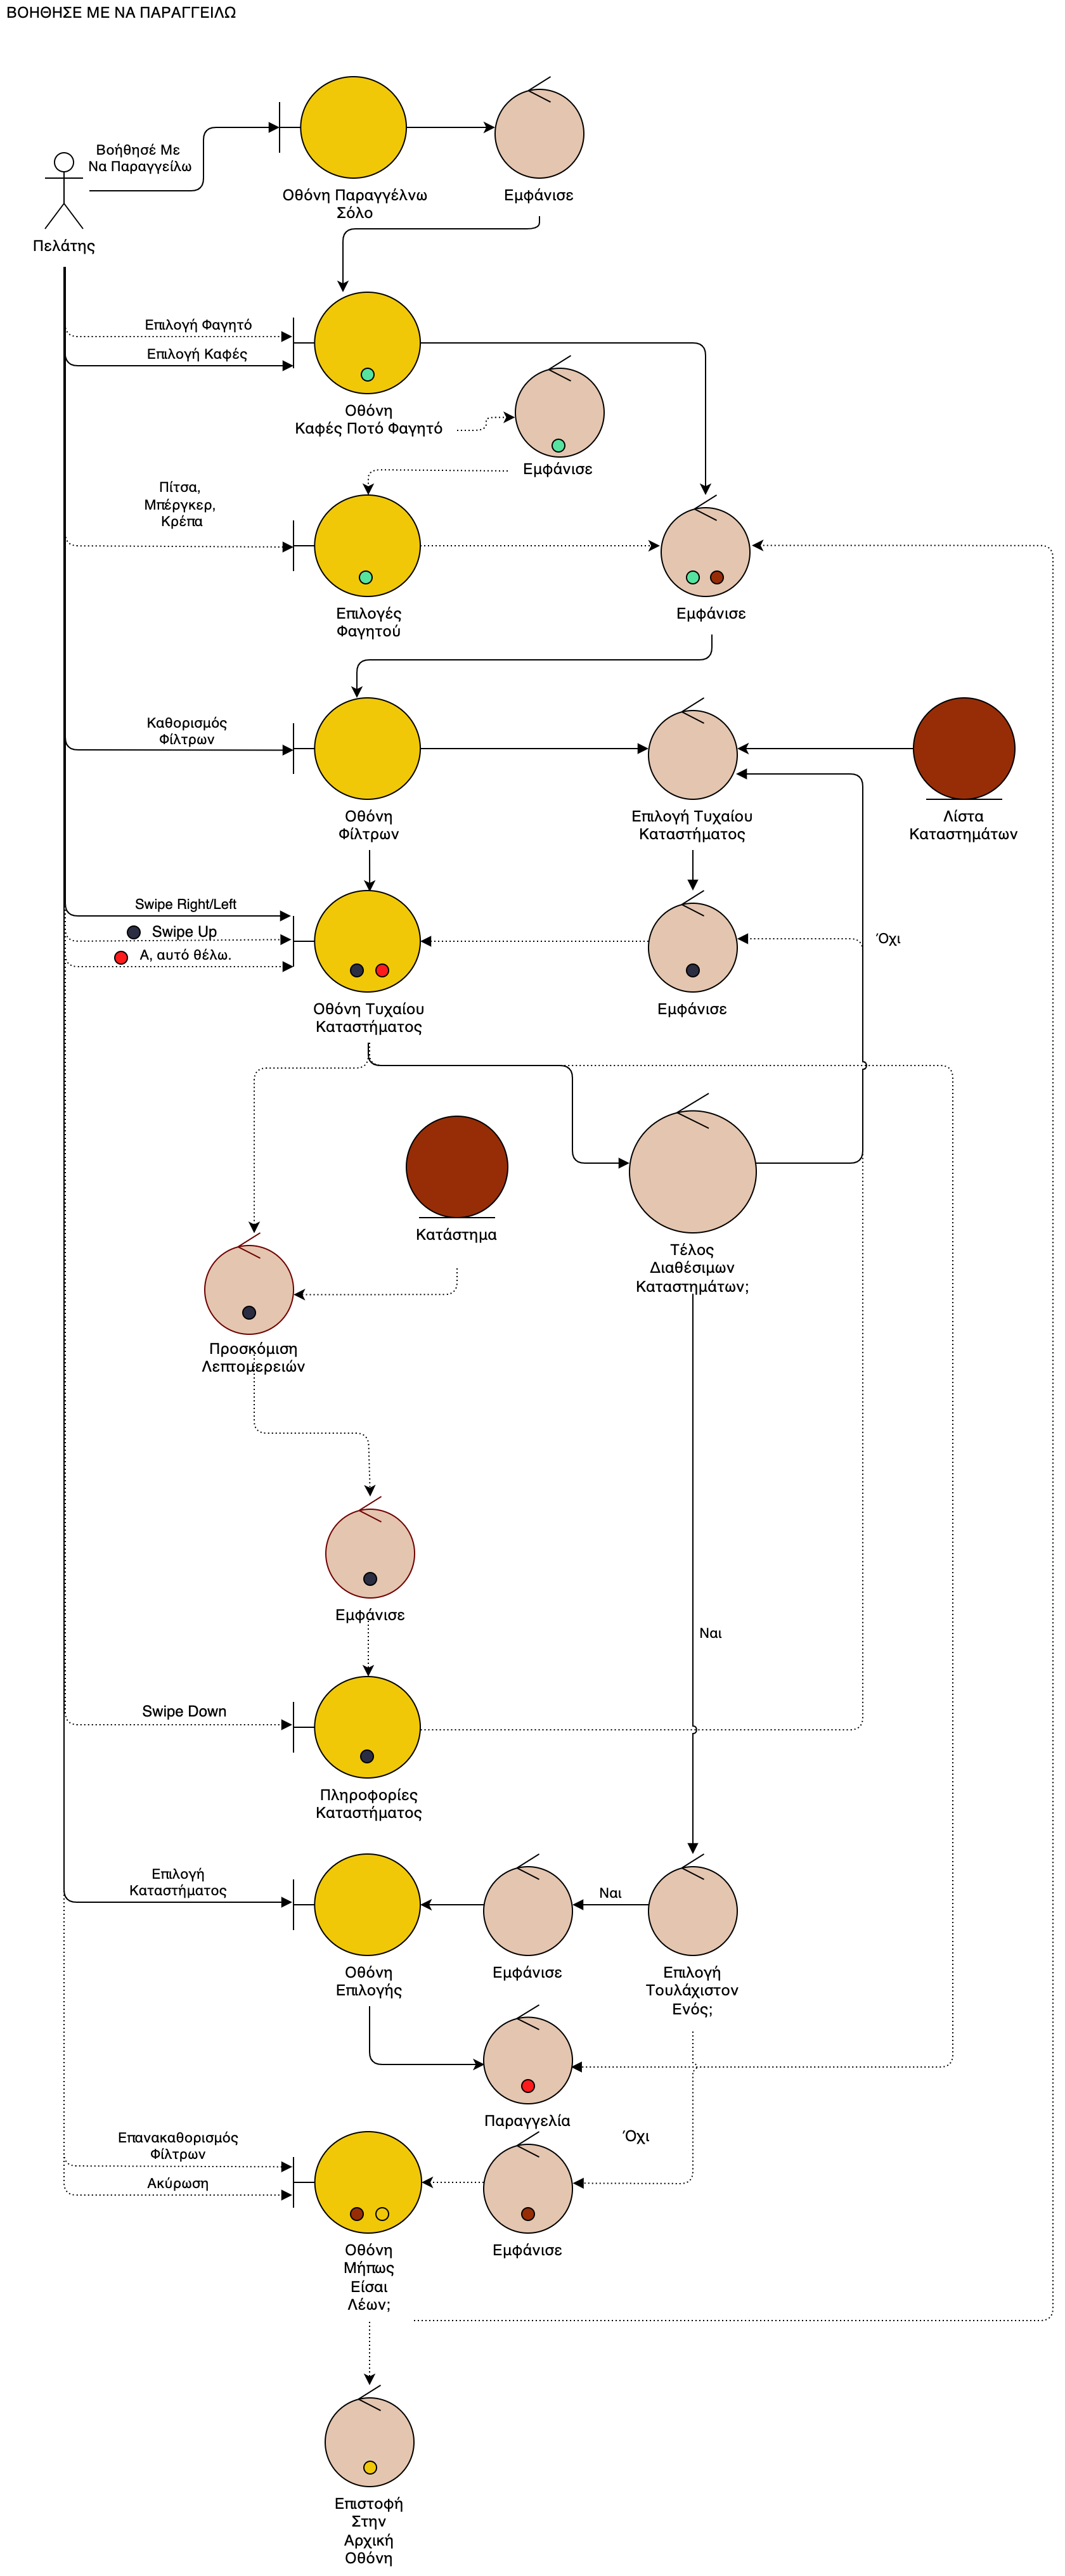 ΒΟΗΘΗΣΕ ΜΕ ΝΑ ΠΑΡΑΓΓΕΙΛΩ
Βοήθησέ Με
Να Παραγγείλω
Πελάτης
Οθόνη Παραγγέλνω
Σόλο
Εμφάνισε
Επιλογή Φαγητό
Επιλογή Καφές
Οθόνη
Καφές Ποτό Φαγητό
Εμφάνισε
Πίτσα,
Μπέργκερ,
Κρέπα
Επιλογές
Φαγητού
Εμφάνισε
Καθορισμός
Φίλτρων
Οθόνη
Φίλτρων
Επιλογή Τυχαίου
Καταστήματος
Λίστα
Καταστημάτων
Swipe Right/Left
Swipe Up
Α, αυτό θέλω.
Οθόνη Τυχαίου
Καταστήματος
Εμφάνισε
Όχι
Κατάστημα
Τέλος
Διαθέσιμων
Καταστημάτων;
Προσκόμιση
Λεπτομερειών
Εμφάνισε
Ναι
Swipe Down
Πληροφορίες
Καταστήματος
Επιλογή
Καταστήματος
Ναι
Οθόνη
Επιλογής
Εμφάνισε
Επιλογή
Τουλάχιστον
Ενός;
Παραγγελία
Όχι
Επανακαθορισμός
Φίλτρων
Ακύρωση
Οθόνη
Μήπως
Είσαι
Λέων;
Εμφάνισε
Επιστοφή
Στην
Αρχική
Οθόνη